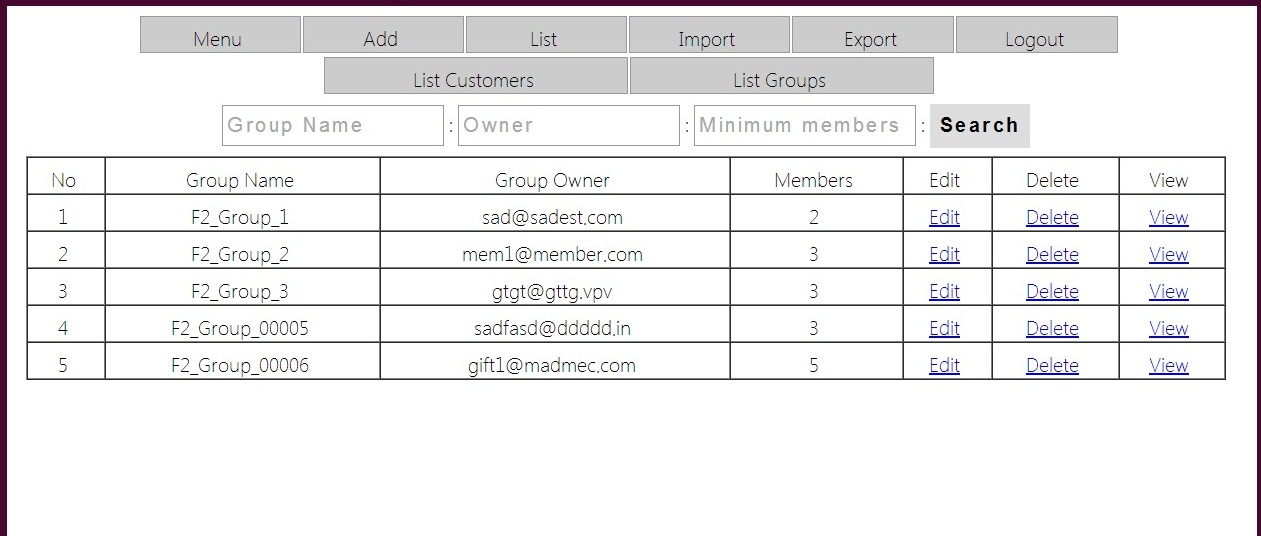 Menu Add List Import Export Logout
List Customers List Groups
Group Name : Owner : Minimum members : Search
No Group Name Group Owner Members Edit Delete View
1 F2_Group_1 sad@sadest.com 2 Edit Delete View
2 F2_Group_2 mem1@member.com 3 Edit Delete View
3 F2_Group_3 gtgt@gttg.vpv 3 Edit Delete View
4 F2_Group_00005 sadfasd@ddddd.in 3 Edit Delete View
5 F2_Group_00006 gift1@madmec.com 5 Edit Delete View